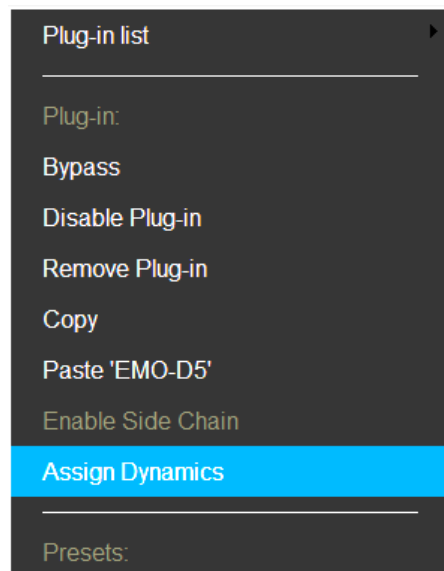 Plug-in list
Plug-in:
Bypass
Disable Plug-in
Remove Plug-in
Copy
Paste 'EMO-D5'
Enable Side Chain
Assign Dynamics
Presets: